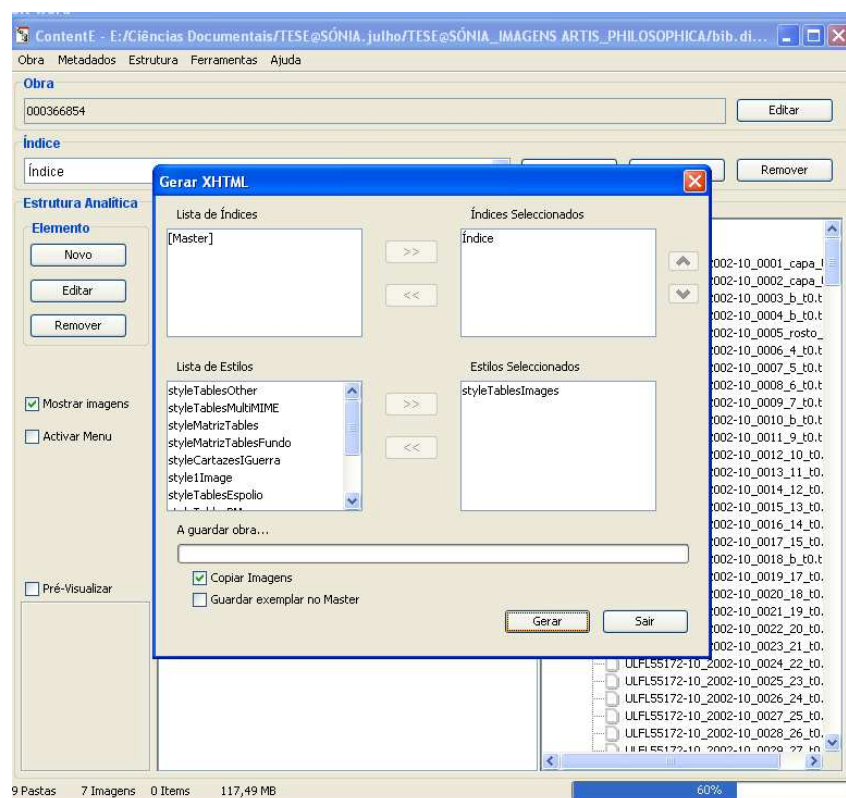 ContentE - E:/Ciências Documentais/TESE@SÓNIA.julho/TESE@SÓNIA_IMAGENS ARTIS_PHILOSOPHICA/bib.di...
Obra Metadados Estrutura Ferramentas Ajuda
Obra
000366854
Editar
Índice
Índice
Remover
Estrutura Analítica
Elemento
Novo
Editar
Remover
Mostrar imagens
Activar Menu
Pré-Visualizar
Gerar XHTML
Lista de Índices
Índices Seleccionados
[Master]
>>
<<
Índice
Lista de Estilos
Estilos Seleccionados
styleTablesOther
styleTablesMultiMIME
styleMatrizTables
styleMatrizTablesFundo
styleCartazesIGuerra
style1Image
styleTablesEspolio
>>
<<
styleTablesImages
A guardar obra...
Copiar Imagens
Guardar exemplar no Master
Gerar
Sair
002-10_0001_capa_
002-10_0002_capa_
002-10_0003_b_t0.t
002-10_0004_b_t0.t
002-10_0005_rosto_
002-10_0006_4_t0.t
002-10_0007_5_t0.t
002-10_0008_6_t0.t
002-10_0009_7_t0.t
002-10_0010_b_t0.t
002-10_0011_9_t0.t
002-10_0012_10_t0.
002-10_0013_11_t0.
002-10_0014_12_t0.
002-10_0015_13_t0.
002-10_0016_14_t0.
002-10_0017_15_t0.
002-10_0018_b_t0.t
002-10_0019_17_t0.
002-10_0020_18_t0.
002-10_0021_19_t0.
002-10_0022_20_t0.
002-10_0023_21_t0.
ULFL55172-10_2002-10_0024_22_t0.
ULFL55172-10_2002-10_0025_23_t0.
ULFL55172-10_2002-10_0026_24_t0.
ULFL55172-10_2002-10_0027_25_t0.
ULFL55172-10_2002-10_0028_26_t0.
ULFL55172-10_2002-10_0029_27_t0
9 Pastas 7 Imagens 0 Items 117,49 MB
60%